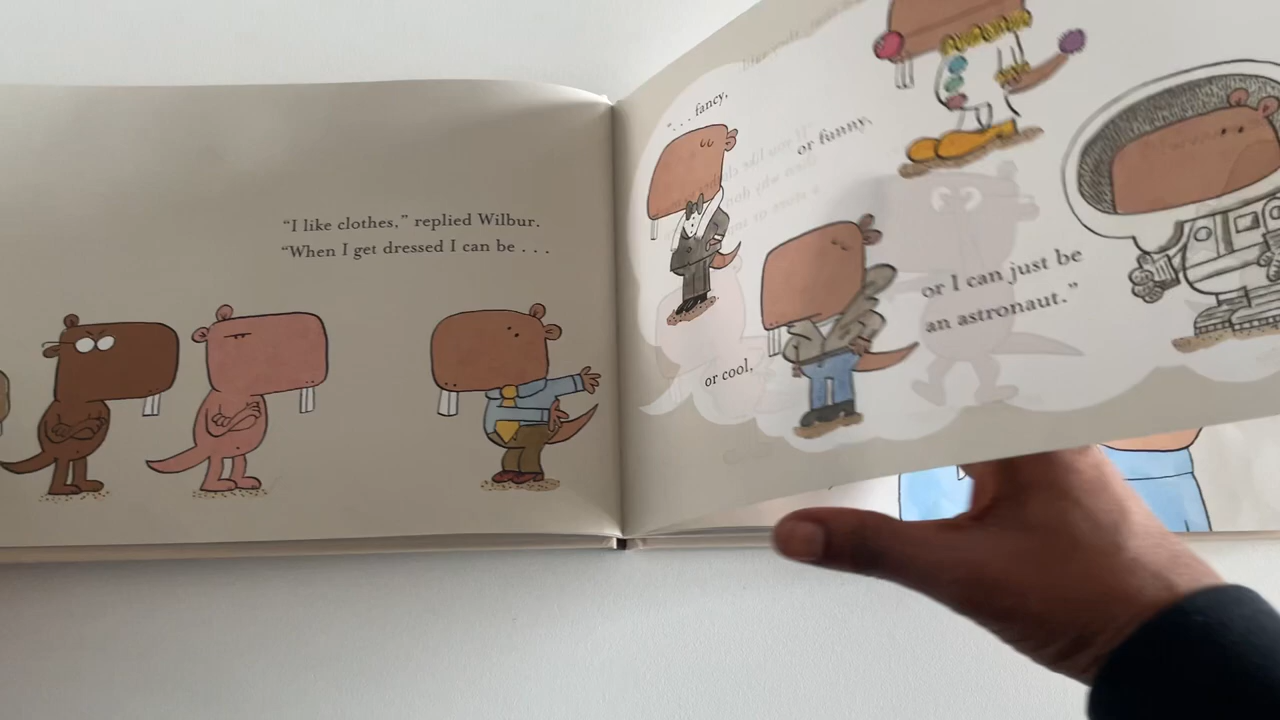 “I like clothes,” replied Wilbur.
“When I get dressed I can be . . .
“. . . fancy,
or funny,
or cool,
or I can just be
an astronaut.”